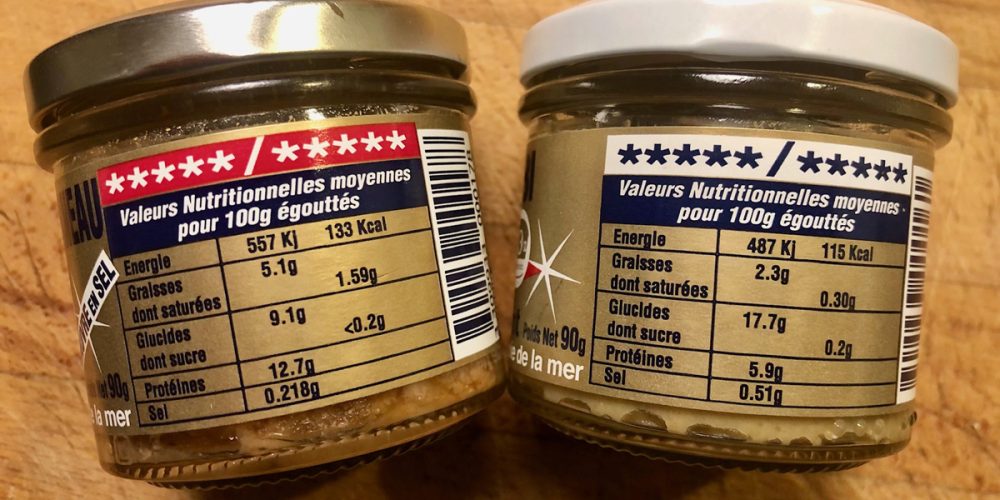 EAU
***** / *****
Valeurs Nutritionnelles moyennes
pour 100g égouttés
Energie 557 Kj 133 Kcal
Graisses 5.1g
dont saturées 1.59g
Glucides 9.1g
dont sucre <0.2g
Protéines 12.7g
Sel 0.218g
EN SEL
90g
la mer
***** / *****
Valeurs Nutritionnelles moyennes
pour 100g égouttés
Energie 487 Kj 115 Kcal
Graisses 2.3g
dont saturées 0.30g
Glucides 17.7g
dont sucre 0.2g
Protéines 5.9g
Sel 0.51g
Poids Net 90g
de la mer